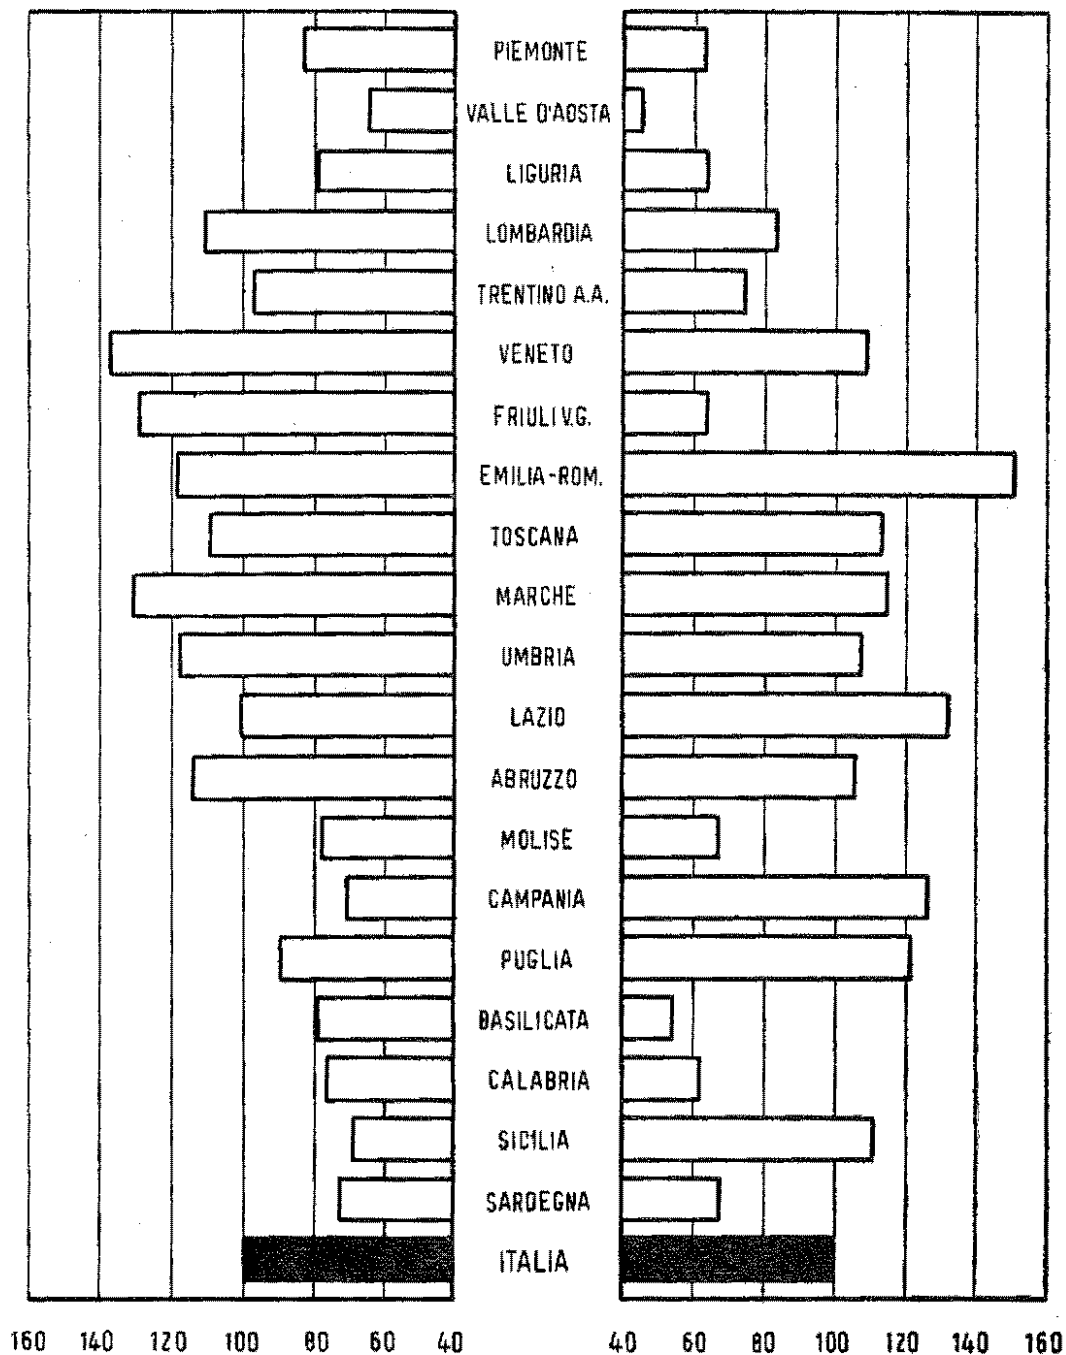 PIEMONTE
VALLE D'AOSTA
LIGURIA
LOMBARDIA
TRENTINO A.A.
VENETO
FRIULI V.G.
EMILIA-ROM.
TOSCANA
MARCHE
UMBRIA
LAZIO
ABRUZZO
MOLISE
CAMPANIA
PUGLIA
BASILICATA
CALABRIA
SICILIA
SARDEGNA
ITALIA
160 140 120 100 80 60 40 40 60 80 100 120 140 160